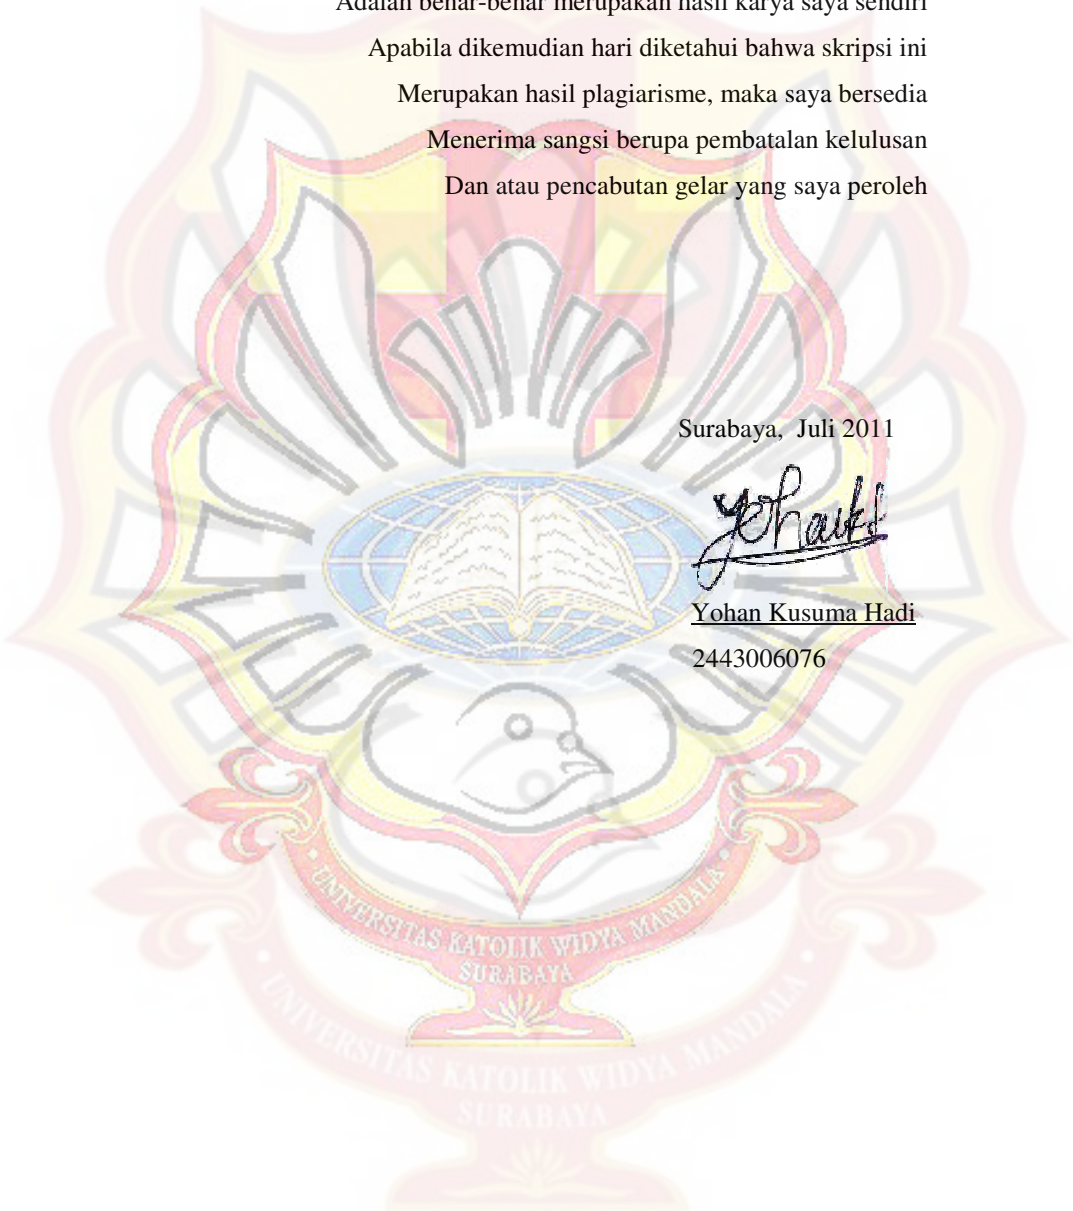 Adalah benar-benar merupakan hasil karya saya sendiri
Apabila dikemudian hari diketahui bahwa skripsi ini
Merupakan hasil plagiarisme, maka saya bersedia
Menerima sangsi berupa pembatalan kelulusan
Dan atau pencabutan gelar yang saya peroleh
Surabaya, Juli 2011
Yohan Kusuma Hadi
2443006076
UNIVERSITAS KATOLIK WIDYA MANDALA
SURABAYA
UNIVERSITAS KATOLIK WIDYA MANDALA
SURABAYA